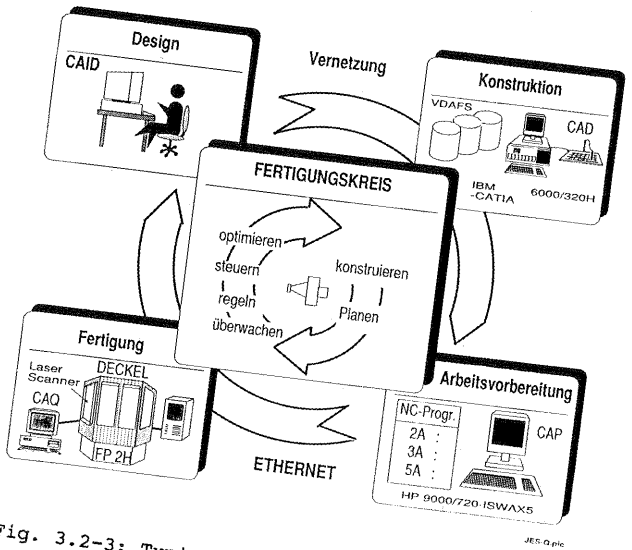 Design
CAID
Vernetzung
Konstruktion
VDAFS
CAD
IBM
-CATIA
6000/320H
FERTIGUNGSKREIS
optimieren
steuern
regeln
überwachen
konstruieren
Planen
Fertigung
Laser
Scanner
DECKEL
CAQ
FP 2H
ETHERNET
Arbeitsvorbereitung
NC-Progr.
2A :
3A :
5A :
CAP
HP 9000/720-ISWAX5
Fig. 3.2-3: